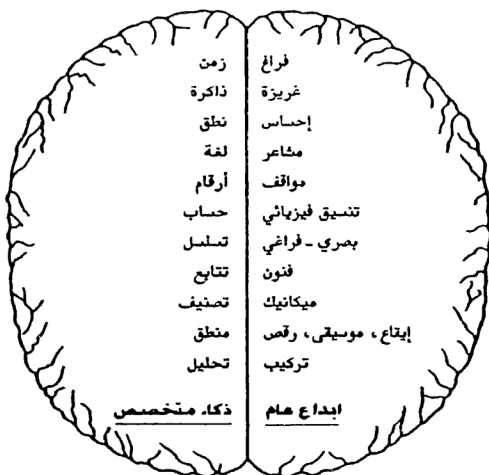 فراغ
غريزة
إحساس
مشاعر
مواقف
تنسيق فيزيائي
بصري - فراغي
فنون
ميكانيك
إيقاع، موسيقى، رقص
تركيب
ابداع عام
زمن
ذاكرة
نطق
لغة
أرقام
حساب
تسلسل
تتابع
تصنيف
منطق
تحليل
ذكاء متخصص